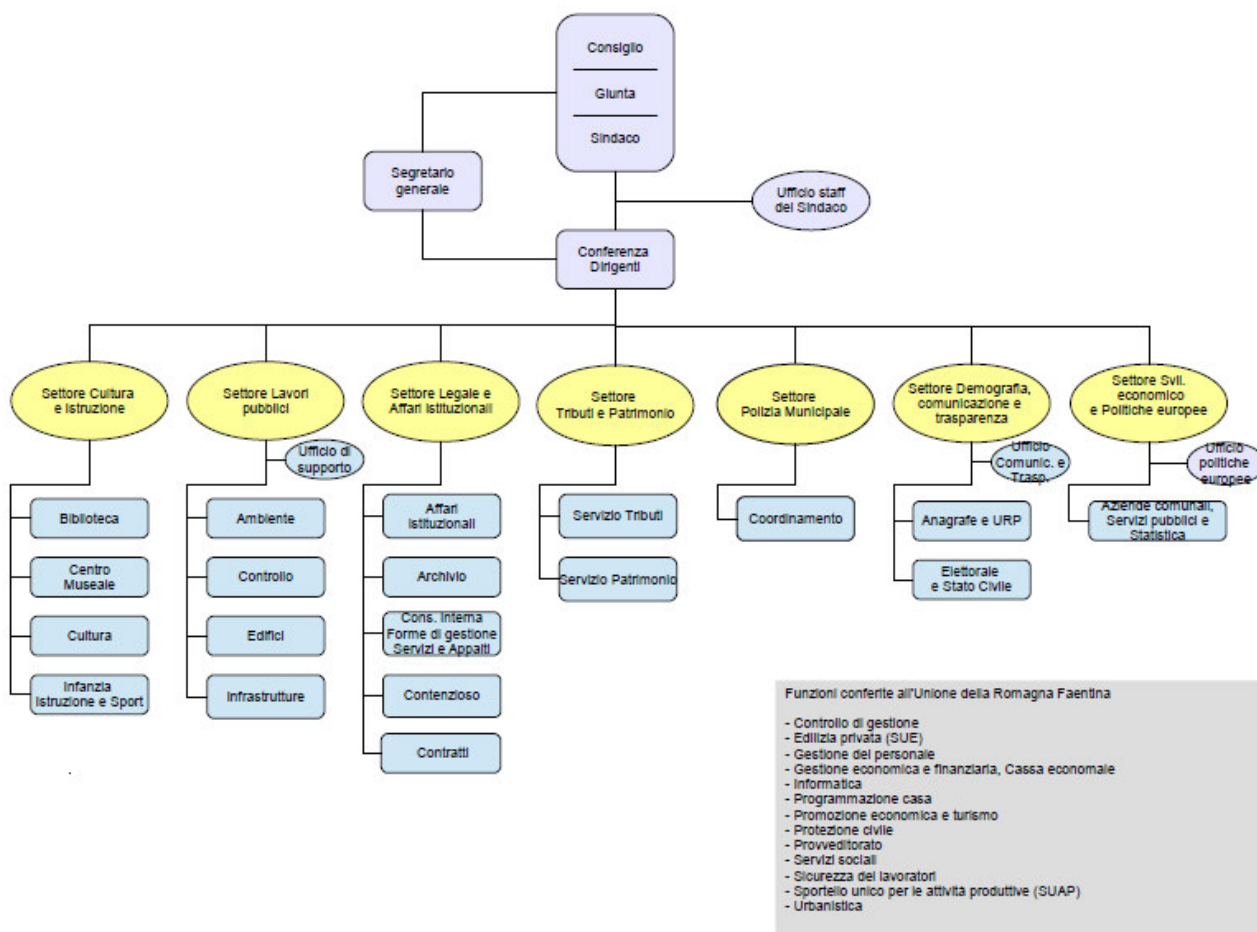 Consiglio
Giunta
Sindaco
Segretario
generale
Ufficio staff
del Sindaco
Conferenza
Dirigenti
Settore Cultura
e Istruzione
Settore Lavori
pubblici
Settore Legale e
Affari Istituzionali
Settore
Tributi e Patrimonio
Settore
Polizia Municipale
Settore Demografia,
comunicazione e
trasparenza
Settore Svil.
economico
e Politiche europee
Ufficio di
supporto
Ufficio
Comunic. e
Trasp.
Ufficio
politiche
europee
Biblioteca
Centro
Museale
Cultura
Infanzia
Istruzione e Sport
Ambiente
Controllo
Edifici
Infrastrutture
Affari
Istituzionali
Archivio
Cons. Interna
Forme di gestione
Servizi e Appalti
Contenzioso
Contratti
Servizio Tributi
Servizio Patrimonio
Coordinamento
Anagrafe e URP
Elettorale
e Stato Civile
Aziende comunali,
Servizi pubblici e
Statistica
Funzioni conferite all'Unione della Romagna Faentina
- Controllo di gestione
- Edilizia privata (SUE)
- Gestione del personale
- Gestione economica e finanziaria, Cassa economale
- Informatica
- Programmazione casa
- Promozione economica e turismo
- Protezione civile
- Provveditorato
- Servizi sociali
- Sicurezza dei lavoratori
- Sportello unico per le attività produttive (SUAP)
- Urbanistica